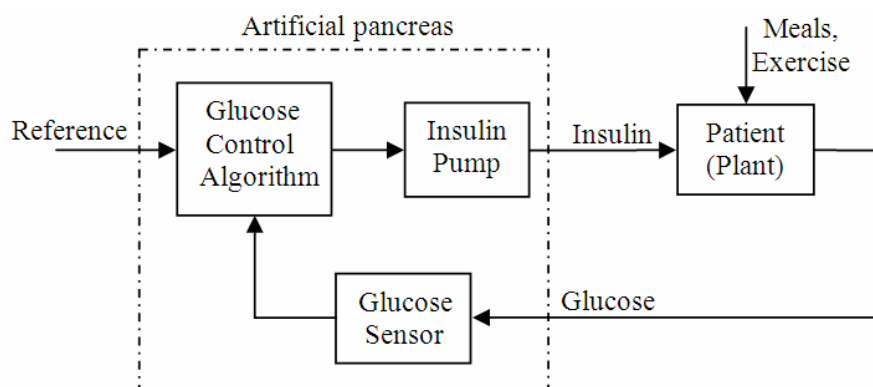 Artificial pancreas
Meals,
Exercise
Reference
Glucose
Control
Algorithm
Insulin
Pump
Insulin
Patient
(Plant)
Glucose
Sensor
Glucose